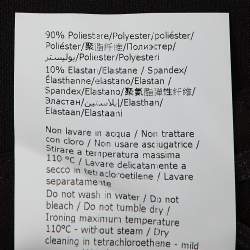 90% Poliestere/Polyester/poliéster/
Poliéster/聚酯纤维/Полиэстер/
بوليستر/Poliester/Polyesteri
10% Elastan/Elastane / Spandex/
Élasthanne/elastano/Elastan
/ Spandex/Elastano/聚氨酯弹性纤维/
Эластан/إيلاستين/Elasthan/
Elastaan/Elastaani
Non lavare in acqua / Non trattare
con cloro / Non usare asciugatrice /
Stirare a temperatura massima
110°C / Lavare delicatamente a
secco in tetracloroetilene / Lavare
separatamente
Do not wash in water / Do not
bleach / Do not tumble dry /
Ironing maximum temperature
110°C- without steam / Dry
cleaning in tetrachloroethene - mild